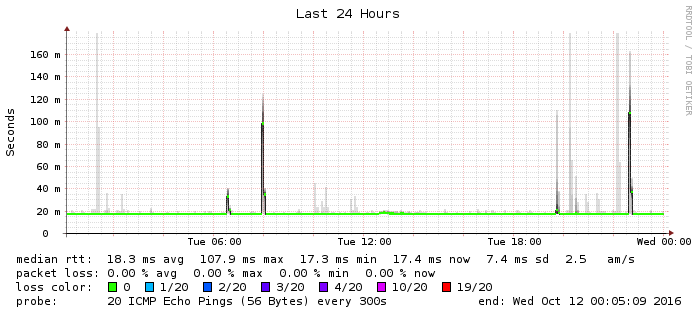 Last 24 Hours
RRDTOOL / TOBI OETIKER
Seconds
160 m
140 m
120 m
100 m
80 m
60 m
40 m
20 m
0
Tue 06:00 Tue 12:00 Tue 18:00 Wed 00:00
median rtt: 18.3 ms avg 107.9 ms max 17.3 ms min 17.4 ms now 7.4 ms sd 2.5 am/s
packet loss: 0.00 % avg 0.00 % max 0.00 % min 0.00 % now
loss color: 0 1/20 2/20 3/20 4/20 10/20 19/20
probe: 20 ICMP Echo Pings (56 Bytes) every 300s end: Wed Oct 12 00:05:09 2016